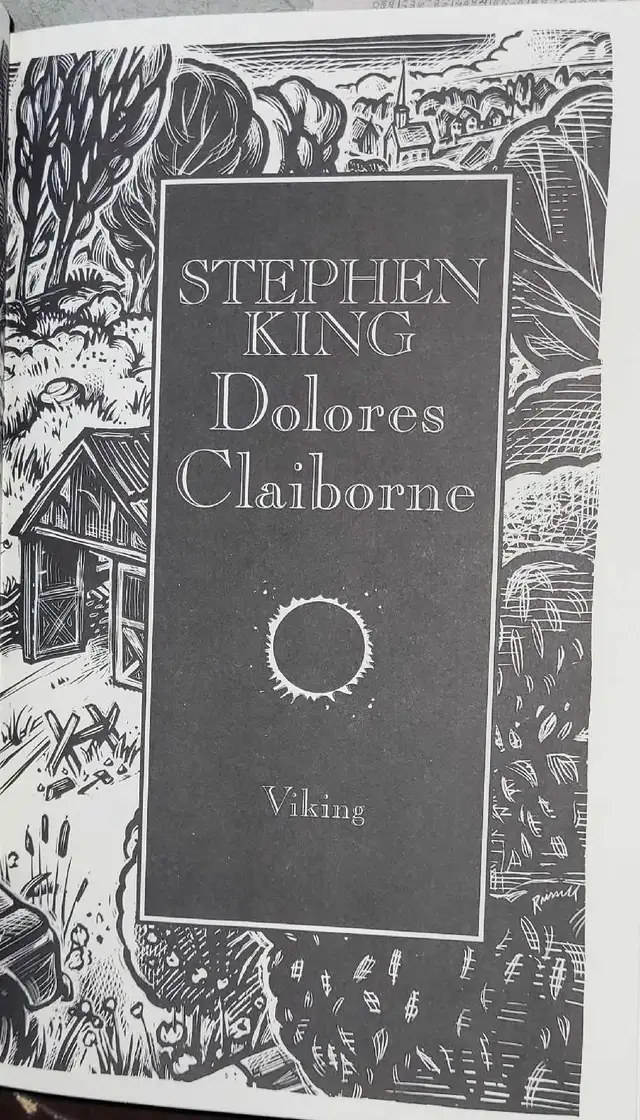 STEPHEN
KING
Dolores
Claiborne
Viking